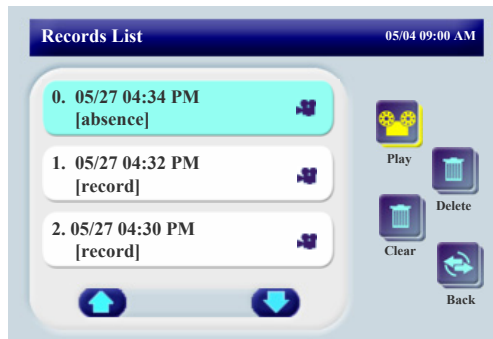 Records List
05/04 09:00 AM
0. 05/27 04:34 PM
[absence]
1. 05/27 04:32 PM
[record]
2. 05/27 04:30 PM
[record]
Play
Delete
Clear
Back